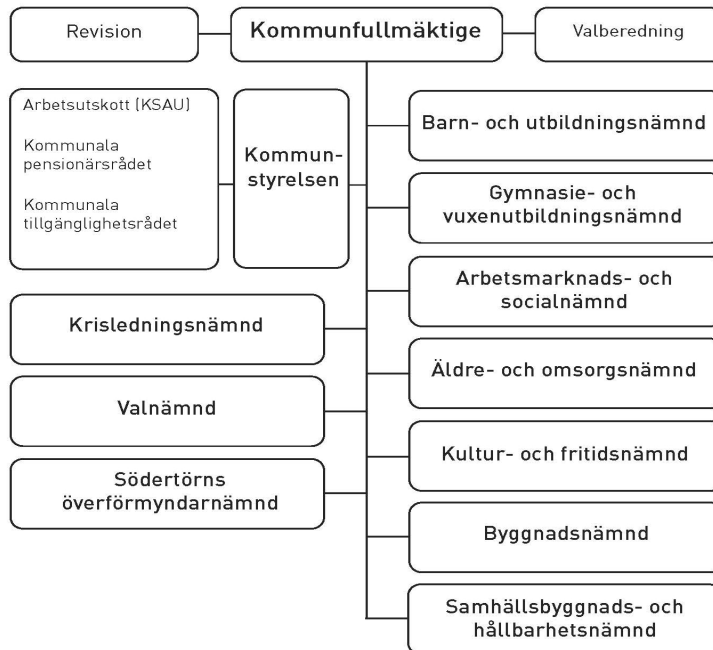 Revision
Kommunfullmäktige
Valberedning
Arbetsutskott (KSAU)
Kommunala
pensionärsrådet
Kommunala
tillgänglighetsrådet
Kommun-
styrelsen
Krisledningsnämnd
Valnämnd
Södertörns
överförmyndarnämnd
Barn- och utbildningsnämnd
Gymnasie- och
vuxenutbildningsnämnd
Arbetsmarknads- och
socialnämnd
Äldre- och omsorgsnämnd
Kultur- och fritidsnämnd
Byggnadsnämnd
Samhällsbyggnads- och
hållbarhetsnämnd